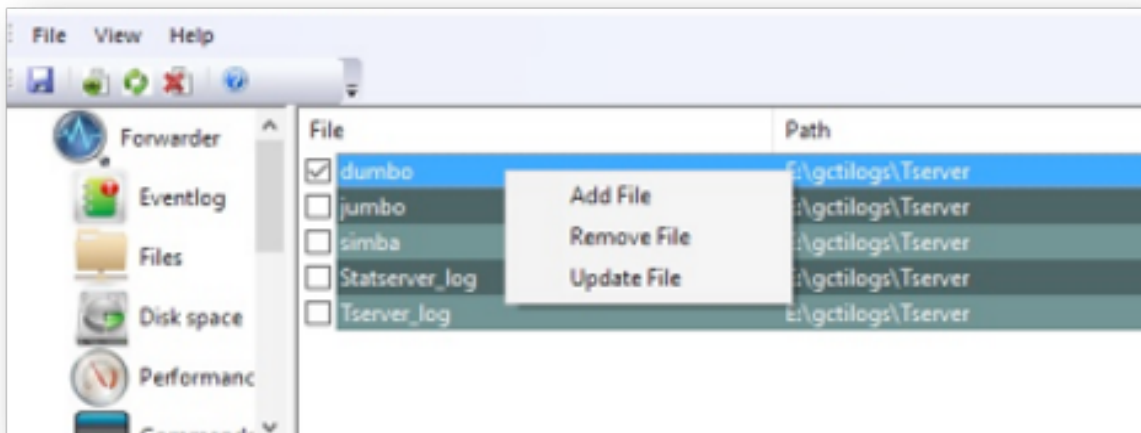 File View Help
Forwarder
Eventlog
Files
Disk space
Performanc
File Path
dumbo E:\gctilogs\Tserver
jumbo :\gctilogs\Tserver
simba :\gctilogs\Tserver
Statserver_log :\gctilogs\Tserver
Tserver_log E:\gctilogs\Tserver
Add File
Remove File
Update File